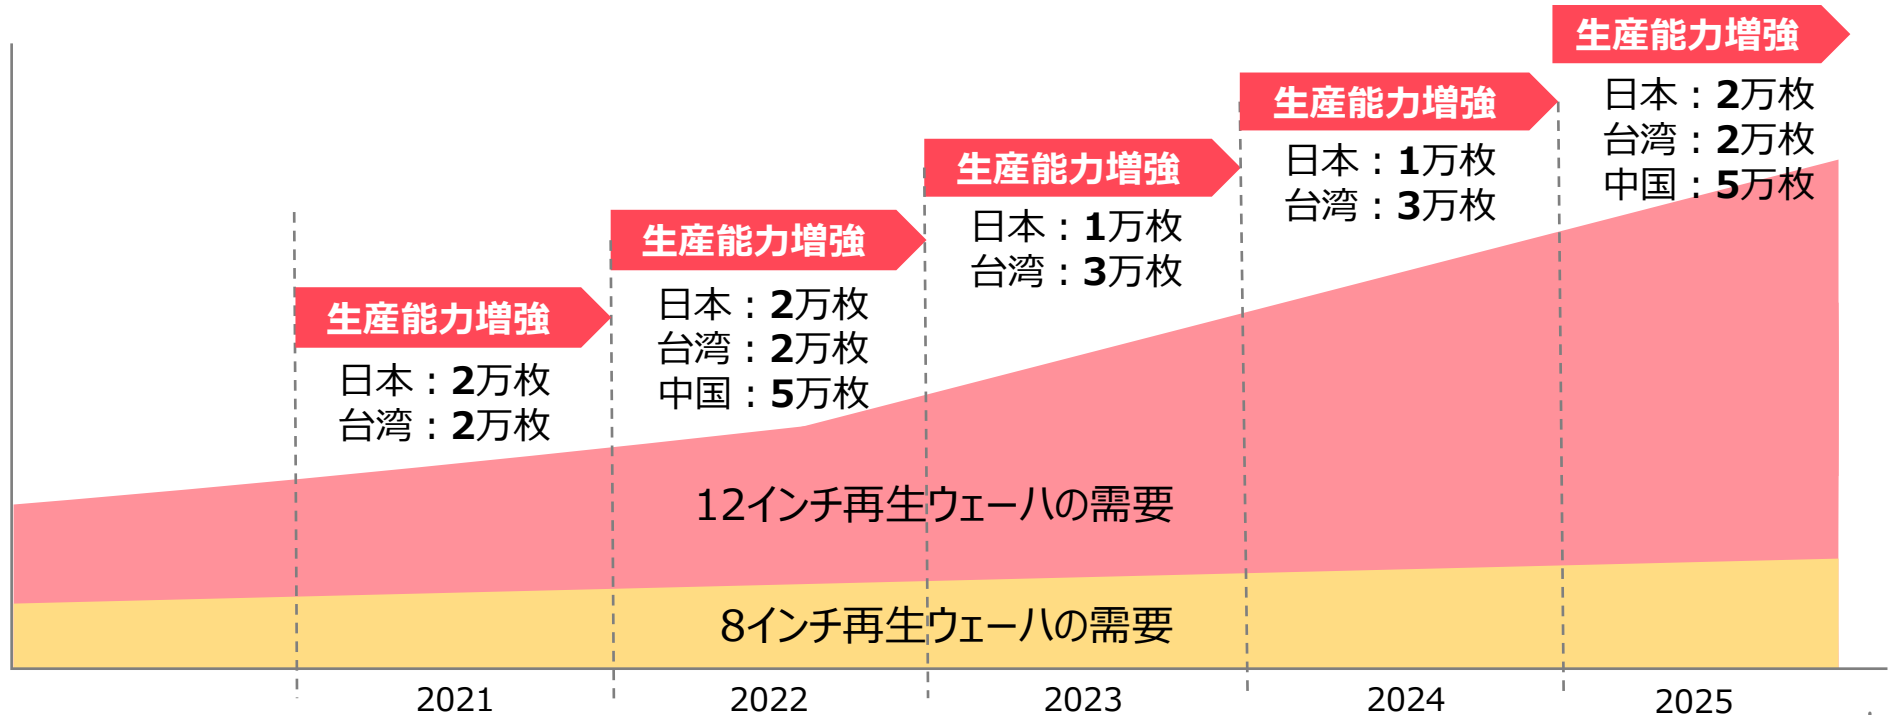 生産能力増強
日本：2万枚
台湾：2万枚
生産能力増強
日本：2万枚
台湾：2万枚
中国：5万枚
生産能力増強
日本：1万枚
台湾：3万枚
生産能力増強
日本：1万枚
台湾：3万枚
生産能力増強
日本：2万枚
台湾：2万枚
中国：5万枚
12インチ再生ウェーハの需要
8インチ再生ウェーハの需要
2021
2022
2023
2024
2025